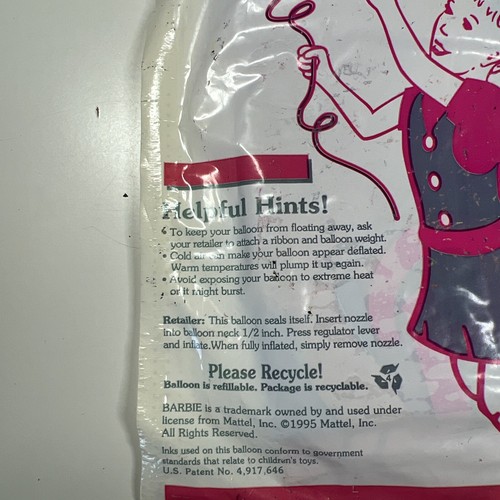 Helpful Hints!
• To keep your balloon from floating away, ask
your retailer to attach a ribbon and balloon weight.
• Cold air can make your balloon appear deflated.
Warm temperatures will plump it up again.
• Avoid exposing your balloon to extreme heat
or it might burst.
Retailer: This balloon seals itself. Insert nozzle
into balloon neck 1/2 inch. Press regulator lever
and inflate.When fully inflated, simply remove nozzle.
Please Recycle!
Balloon is refillable. Package is recyclable.
4
BARBIE is a trademark owned by and used under
license from Mattel, Inc. ©1995 Mattel, Inc.
All Rights Reserved.
Inks used on this balloon conform to government
standards that relate to children's toys.
U.S. Patent No. 4,917,646